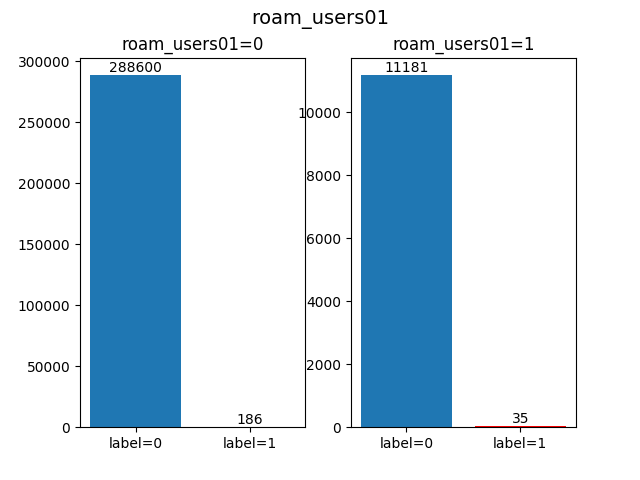 roam_users01
roam_users01=0
300000
250000
200000
150000
100000
50000
0
288600
186
label=0
label=1
roam_users01=1
10000
8000
6000
4000
2000
0
11181
35
label=0
label=1